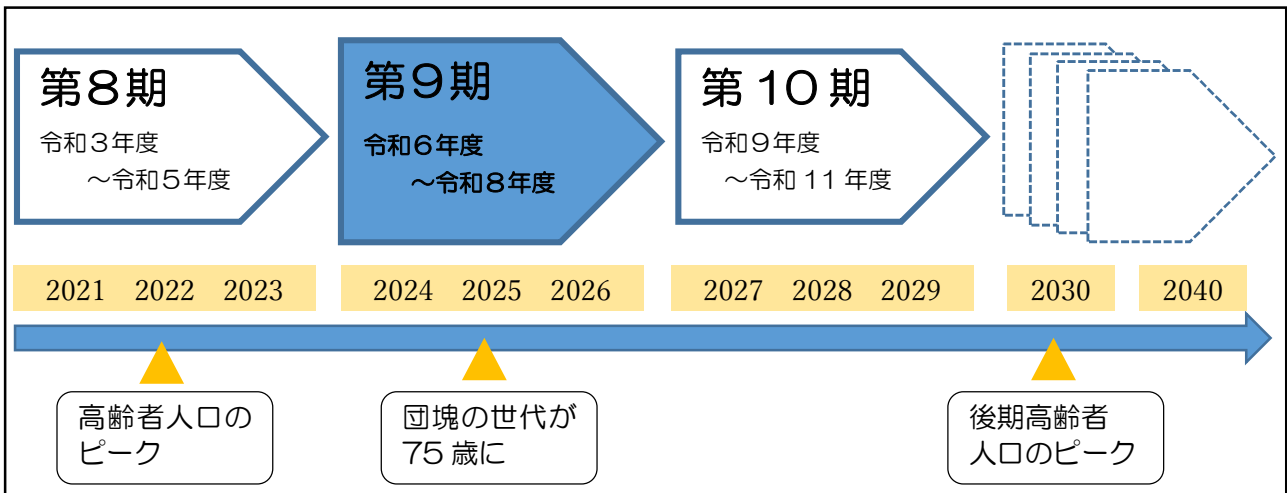 第8期
令和3年度
～令和5年度
第9期
令和6年度
～令和8年度
第10期
令和9年度
～令和11年度
2021 2022 2023
2024 2025 2026
2027 2028 2029
2030
2040
高齢者人口の
ピーク
団塊の世代が
75歳に
後期高齢者
人口のピーク